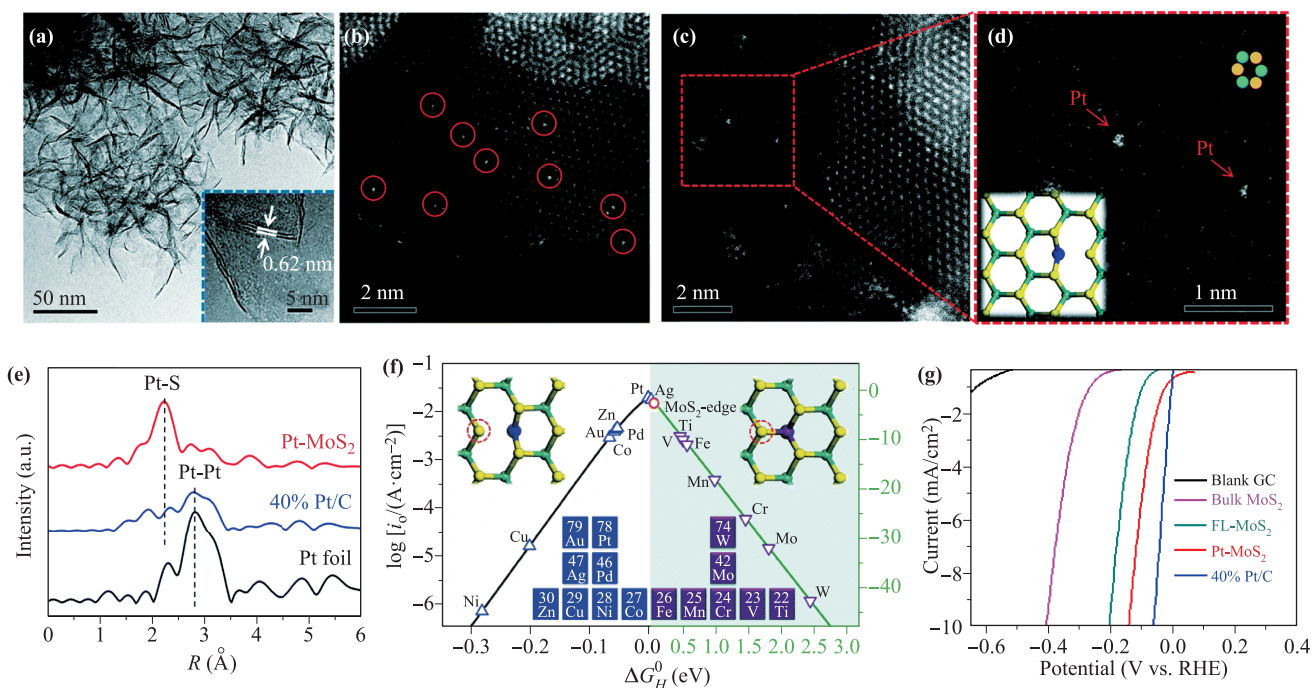 (a)
0.62 nm
5 nm
50 nm
(b)
2 nm
(c)
2 nm
(d)
Pt
Pt
1 nm
(e)
Pt-S
Pt-MoS₂
Pt-Pt
40% Pt/C
Pt foil
Intensity (a.u.)
0 1 2 3 4 5 6
R (Å)
(f)
−1
−2
−3
−4
−5
−6
log [i₀/(A·cm⁻²)]
Pt
Ag
MoS₂-edge
Zn
Au
Pd
Co
Ti
V
Fe
Mn
Cr
Mo
W
Cu
Ni
79 Au
78 Pt
47 Ag
46 Pd
30 Zn
29 Cu
28 Ni
27 Co
74 W
42 Mo
26 Fe
25 Mn
24 Cr
23 V
22 Ti
0
−10
−20
−30
−40
−0.3 −0.2 −0.1 0.0 0.5 1.0 1.5 2.0 2.5 3.0
ΔG⁰H (eV)
(g)
−2
−4
−6
−8
−10
Current (mA/cm²)
Blank GC
Bulk MoS₂
FL-MoS₂
Pt-MoS₂
40% Pt/C
−0.6 −0.4 −0.2 0.0 0.2 0.4
Potential (V vs. RHE)